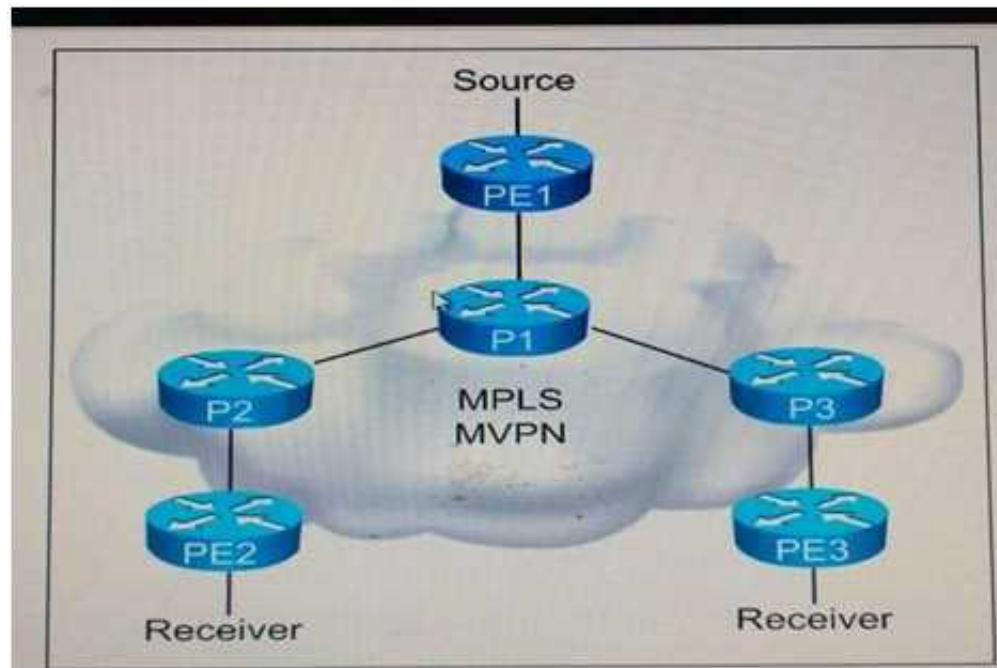 Source
PE1
P1
P2
MPLS
MVPN
P3
PE2
PE3
Receiver
Receiver